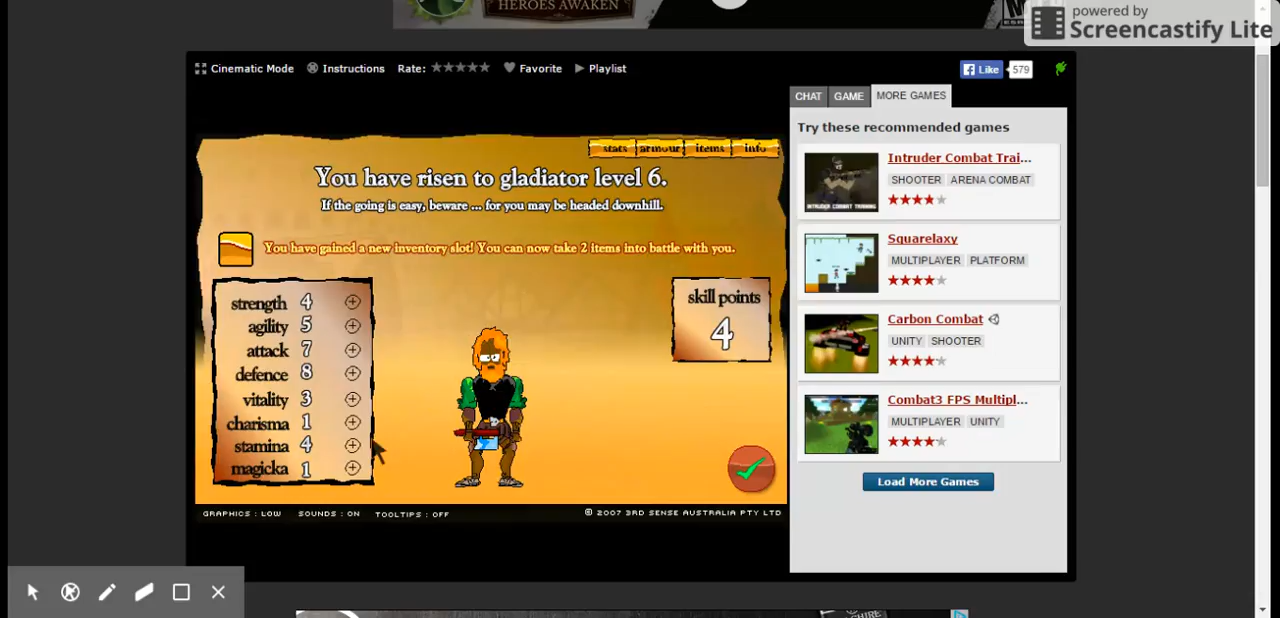 HEROES AWAKEN
powered by
Screencastify Lite
Cinematic Mode Instructions Rate: Favorite Playlist
Like 579
CHAT GAME MORE GAMES
Try these recommended games
stats armour items info
You have risen to gladiator level 6.
If the going is easy, beware ... for you may be headed downhill.
You have gained a new inventory slot! You can now take 2 items into battle with you.
strength 4
agility 5
attack 7
defence 8
vitality 3
charisma 1
stamina 4
magicka 1
skill points
4
Intruder Combat Trai...
SHOOTER ARENA COMBAT
INTRUDER COMBAT TRAINING
Squarelaxy
MULTIPLAYER PLATFORM
Carbon Combat
UNITY SHOOTER
Combat3 FPS Multipl...
MULTIPLAYER UNITY
Load More Games
GRAPHICS : LOW SOUNDS : ON TOOLTIPS : OFF
© 2007 3RD SENSE AUSTRALIA PTY LTD